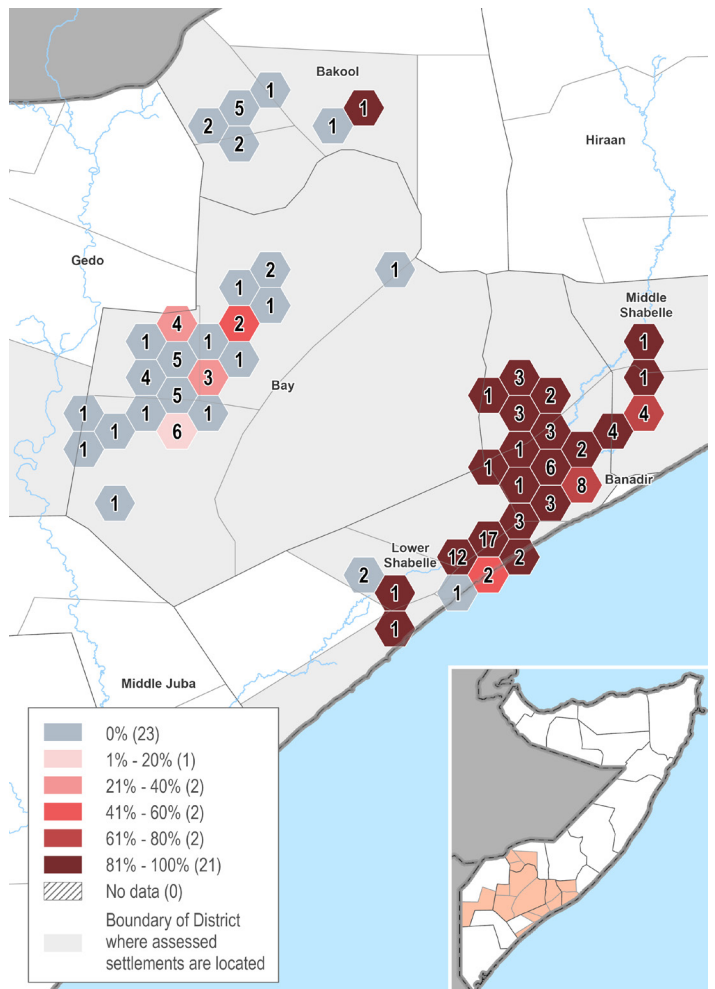 Bakool
1
5
1
2
1
2
Hiraan
Gedo
2
1
1
1
Middle
Shabelle
4
2
1
1
1
5
1
4
3
Bay
5
3
1
2
1
1
1
3
4
1
6
3
4
1
1
2
1
6
Banadir
8
1
1
3
3
17
Lower
Shabelle
12
2
2
2
1
1
1
Middle Juba
0% (23)
1% - 20% (1)
21% - 40% (2)
41% - 60% (2)
61% - 80% (2)
81% - 100% (21)
No data (0)
Boundary of District
where assessed
settlements are located